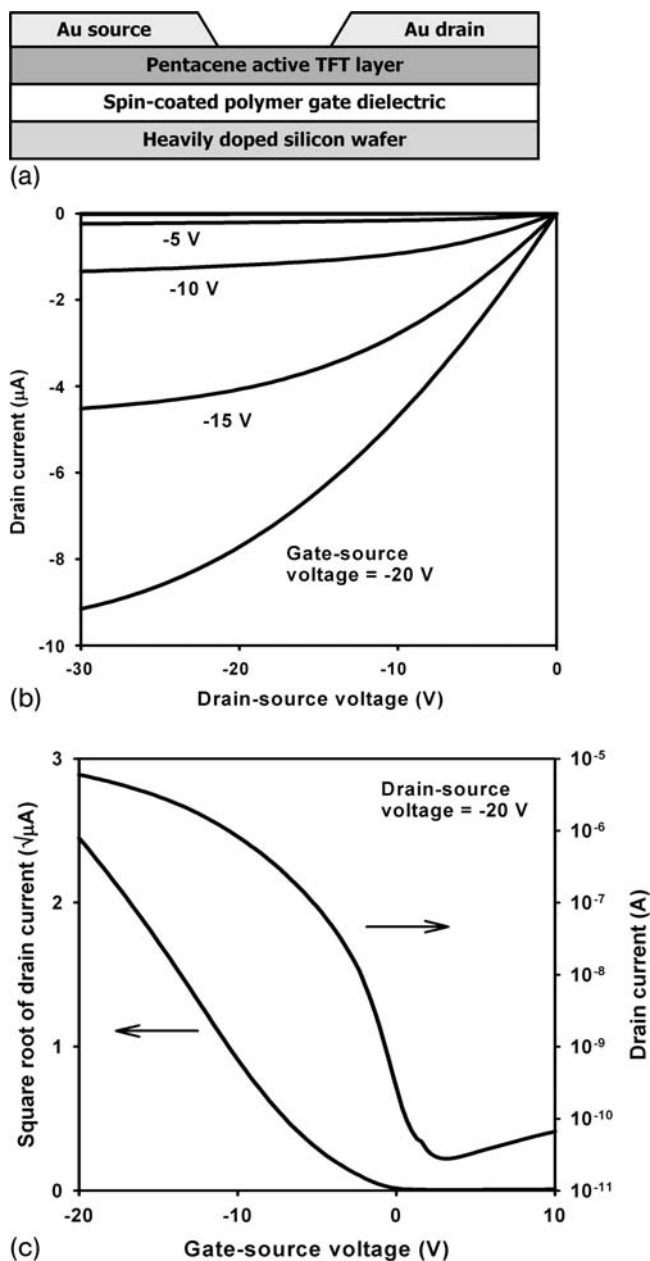 Au source
Au drain
Pentacene active TFT layer
Spin-coated polymer gate dielectric
Heavily doped silicon wafer
(a)
0
-5 V
-10 V
-2
-4
-15 V
-6
-8
Gate-source
voltage = -20 V
-10
-30
-20
-10
0
Drain current (μA)
Drain-source voltage (V)
(b)
3
10⁻⁵
Drain-source
voltage = -20 V
10⁻⁶
2
10⁻⁷
10⁻⁸
1
10⁻⁹
10⁻¹⁰
0
10⁻¹¹
-20
-10
0
10
Square root of drain current (√μA)
Drain current (A)
Gate-source voltage (V)
(c)